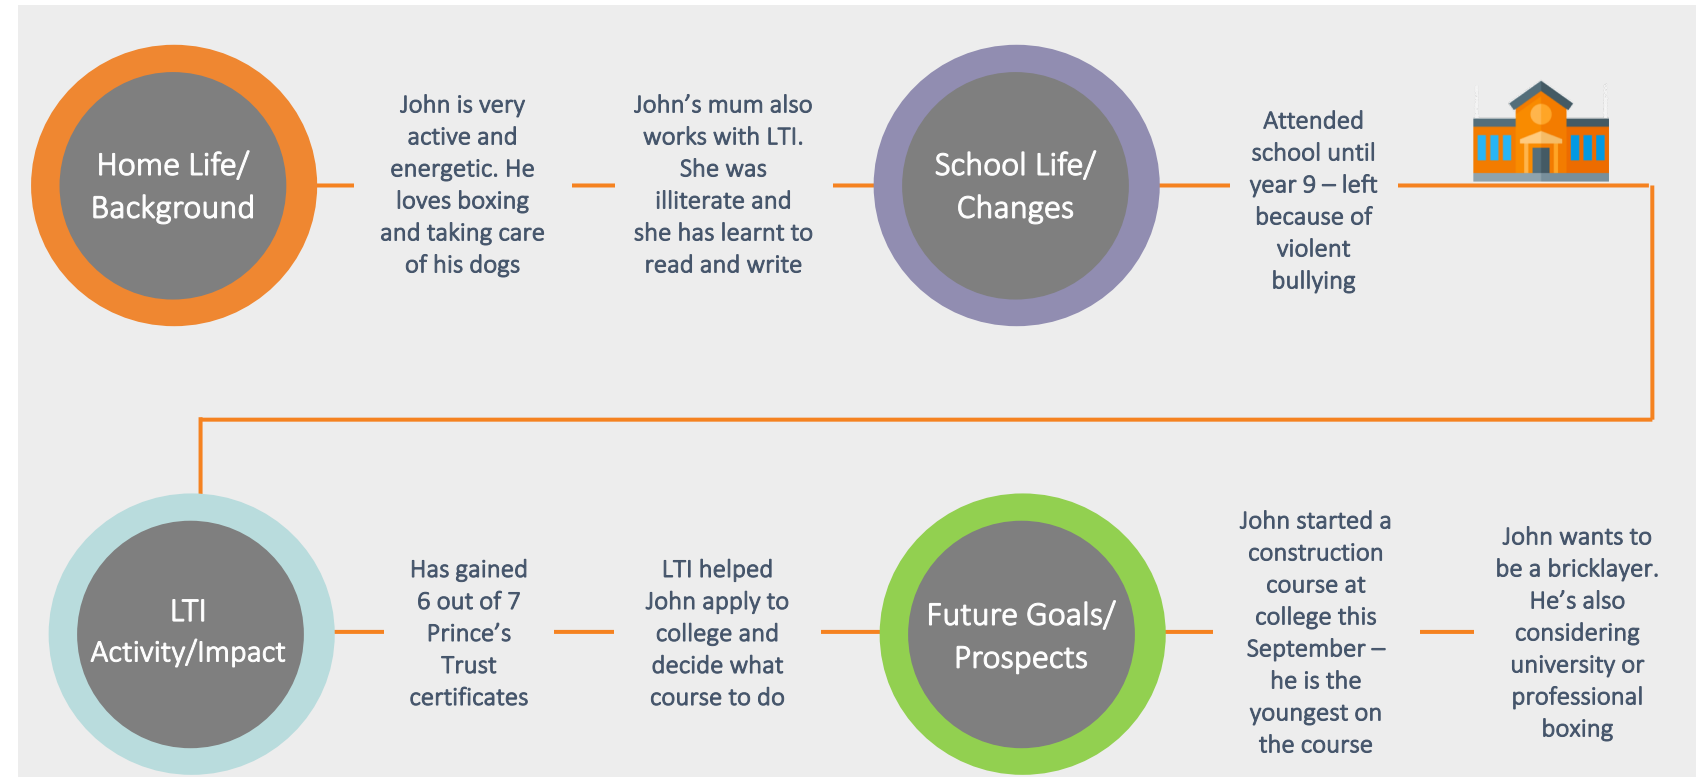 Home Life/
Background
John is very
active and
energetic. He
loves boxing
and taking care
of his dogs
John’s mum also
works with LTI.
She was
illiterate and
she has learnt to
read and write
School Life/
Changes
Attended
school until
year 9 – left
because of
violent
bullying
LTI
Activity/Impact
Has gained
6 out of 7
Prince’s
Trust
certificates
LTI helped
John apply to
college and
decide what
course to do
Future Goals/
Prospects
John started a
construction
course at
college this
September –
he is the
youngest on
the course
John wants to
be a bricklayer.
He’s also
considering
university or
professional
boxing